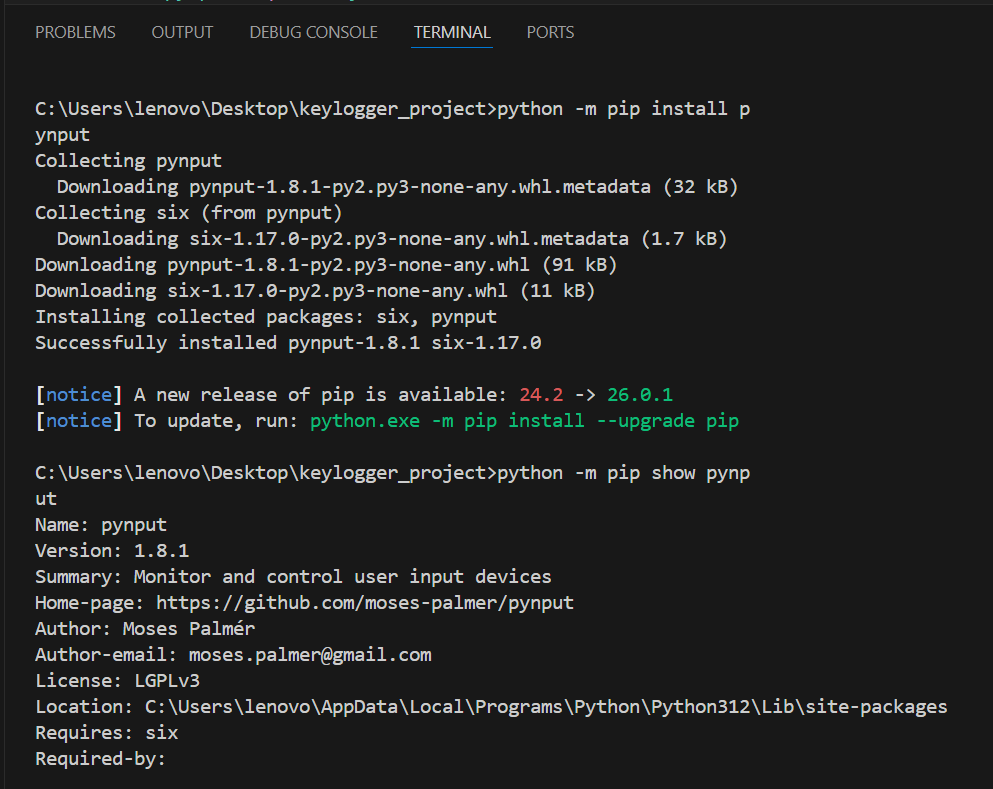 PROBLEMS OUTPUT DEBUG CONSOLE TERMINAL PORTS
C:\Users\lenovo\Desktop\keylogger_project>python -m pip install p
ynput
Collecting pynput
  Downloading pynput-1.8.1-py2.py3-none-any.whl.metadata (32 kB)
Collecting six (from pynput)
  Downloading six-1.17.0-py2.py3-none-any.whl.metadata (1.7 kB)
Downloading pynput-1.8.1-py2.py3-none-any.whl (91 kB)
Downloading six-1.17.0-py2.py3-none-any.whl (11 kB)
Installing collected packages: six, pynput
Successfully installed pynput-1.8.1 six-1.17.0
[notice] A new release of pip is available: 24.2 -> 26.0.1
[notice] To update, run: python.exe -m pip install --upgrade pip
C:\Users\lenovo\Desktop\keylogger_project>python -m pip show pynp
ut
Name: pynput
Version: 1.8.1
Summary: Monitor and control user input devices
Home-page: https://github.com/moses-palmer/pynput
Author: Moses Palmér
Author-email: moses.palmer@gmail.com
License: LGPLv3
Location: C:\Users\lenovo\AppData\Local\Programs\Python\Python312\Lib\site-packages
Requires: six
Required-by: